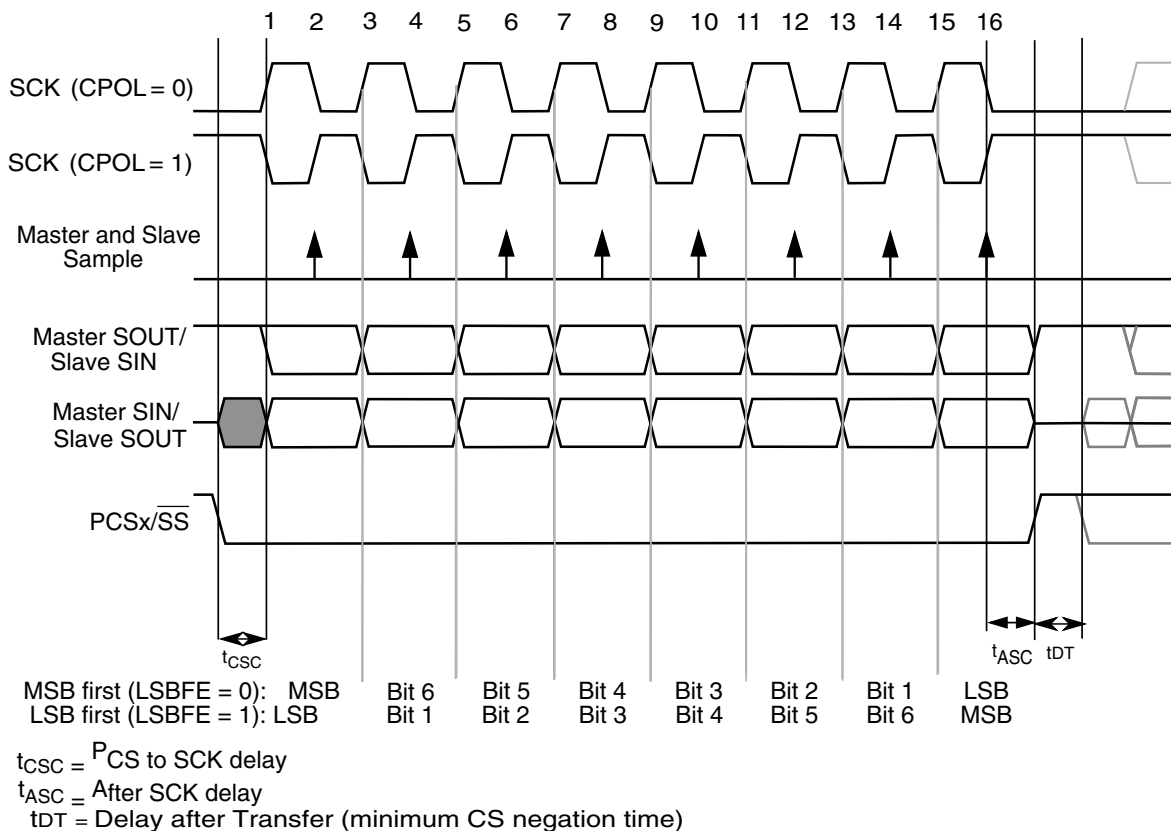 1 2 3 4 5 6 7 8 9 10 11 12 13 14 15 16
SCK (CPOL = 0)
SCK (CPOL = 1)
Master and Slave
Sample
Master SOUT/
Slave SIN
Master SIN/
Slave SOUT
PCSx/SS
tCSC
tASC
tDT
MSB first (LSBFE = 0): MSB Bit 6 Bit 5 Bit 4 Bit 3 Bit 2 Bit 1 LSB
LSB first (LSBFE = 1): LSB Bit 1 Bit 2 Bit 3 Bit 4 Bit 5 Bit 6 MSB
tCSC = PCS to SCK delay
tASC = After SCK delay
tDT = Delay after Transfer (minimum CS negation time)